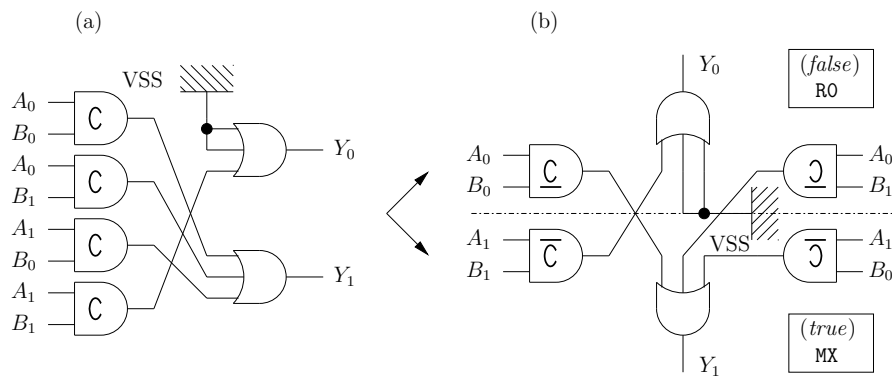 (a)
VSS
A₀
B₀
C
A₀
B₁
C
A₁
B₀
C
A₁
B₁
C
Y₀
Y₁
(b)
Y₀
(false)
R0
A₀
B₀
C
A₁
B₁
C
VSS
C
A₀
B₁
C
A₁
B₀
Y₁
(true)
MX